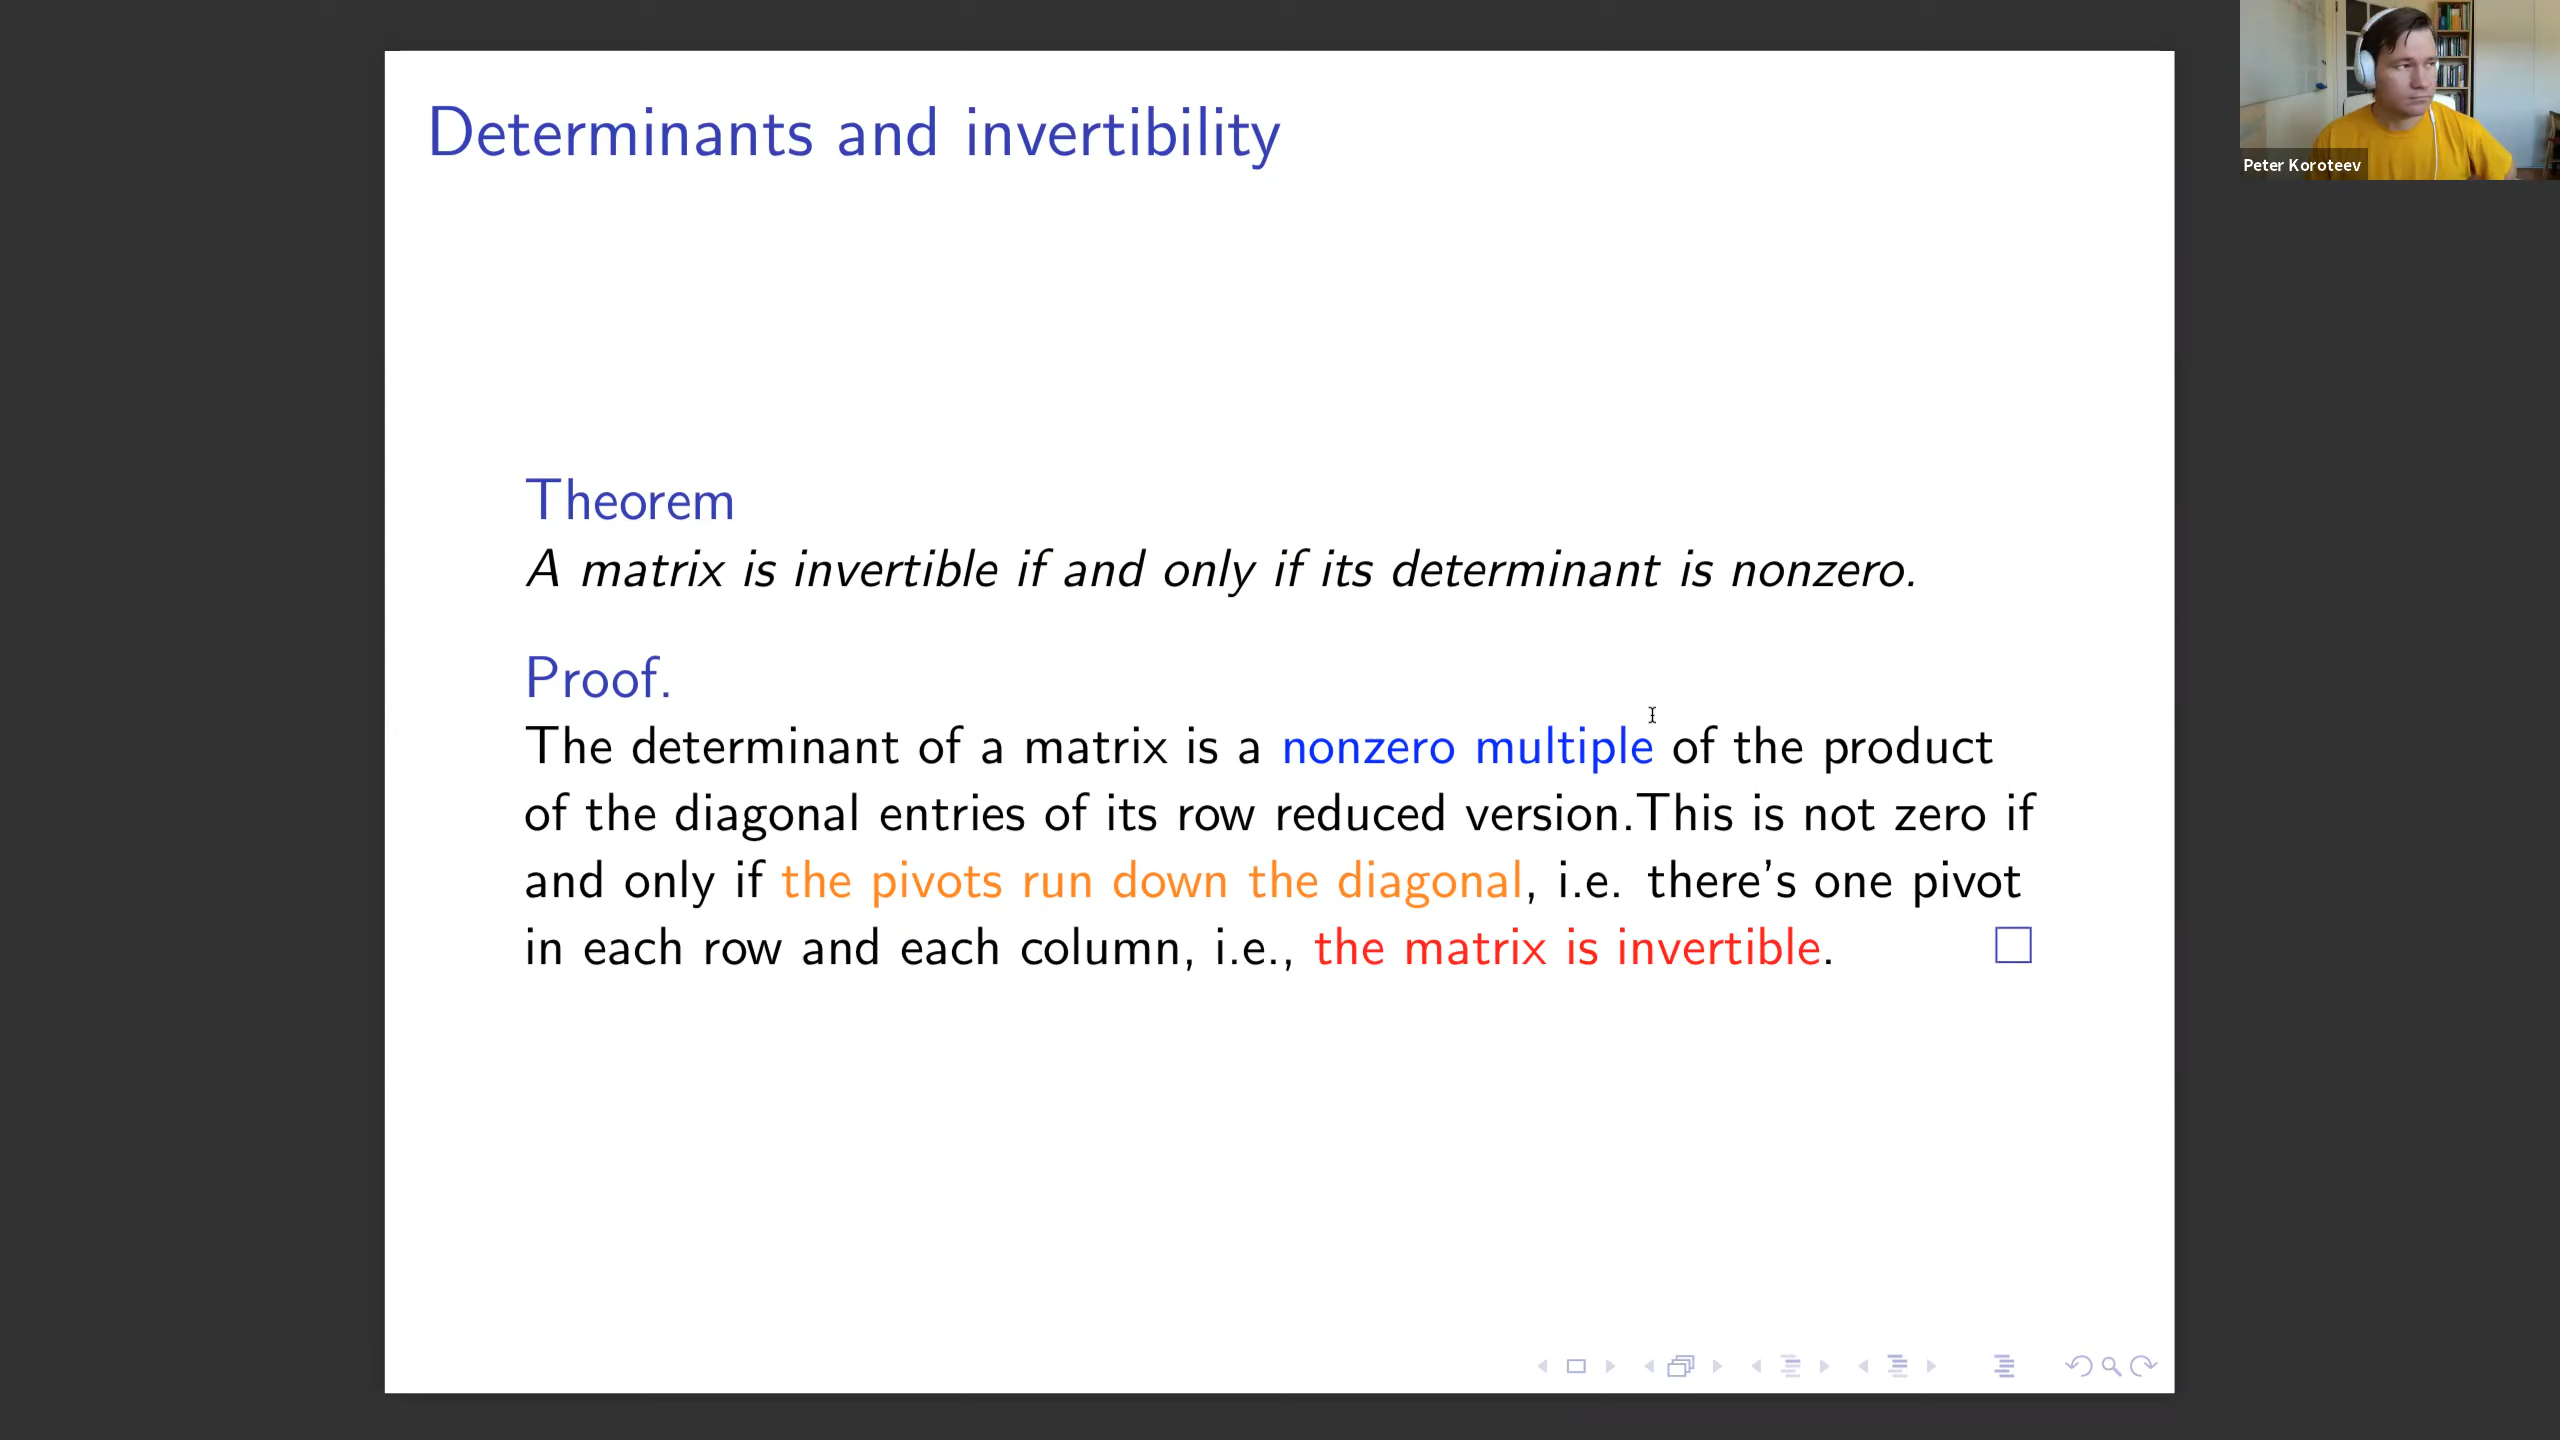 Determinants and invertibility
Peter Koroteev
Theorem
A matrix is invertible if and only if its determinant is nonzero.
Proof.
The determinant of a matrix is a nonzero multiple of the product
of the diagonal entries of its row reduced version.This is not zero if
and only if the pivots run down the diagonal, i.e. there's one pivot
in each row and each column, i.e., the matrix is invertible.